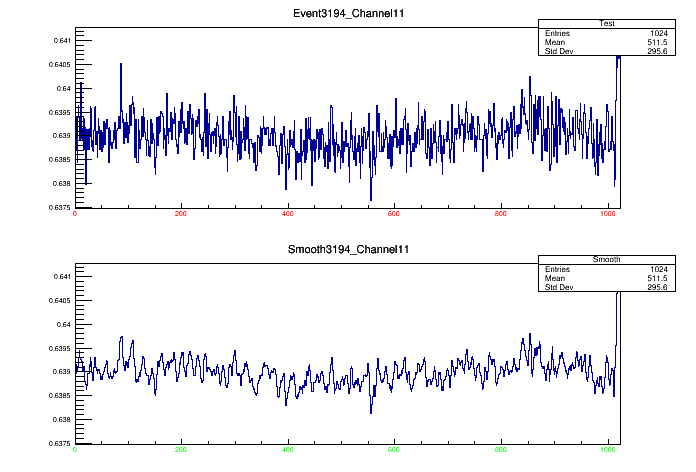 Event3194_Channel11
Test
Entries 1024
Mean 511.5
Std Dev 295.6
0.641
0.6405
0.64
0.6395
0.639
0.6385
0.638
0.6375
0 200 400 600 800 1000
Smooth3194_Channel11
Smooth
Entries 1024
Mean 511.5
Std Dev 295.6
0.641
0.6405
0.64
0.6395
0.639
0.6385
0.638
0.6375
0 200 400 600 800 1000